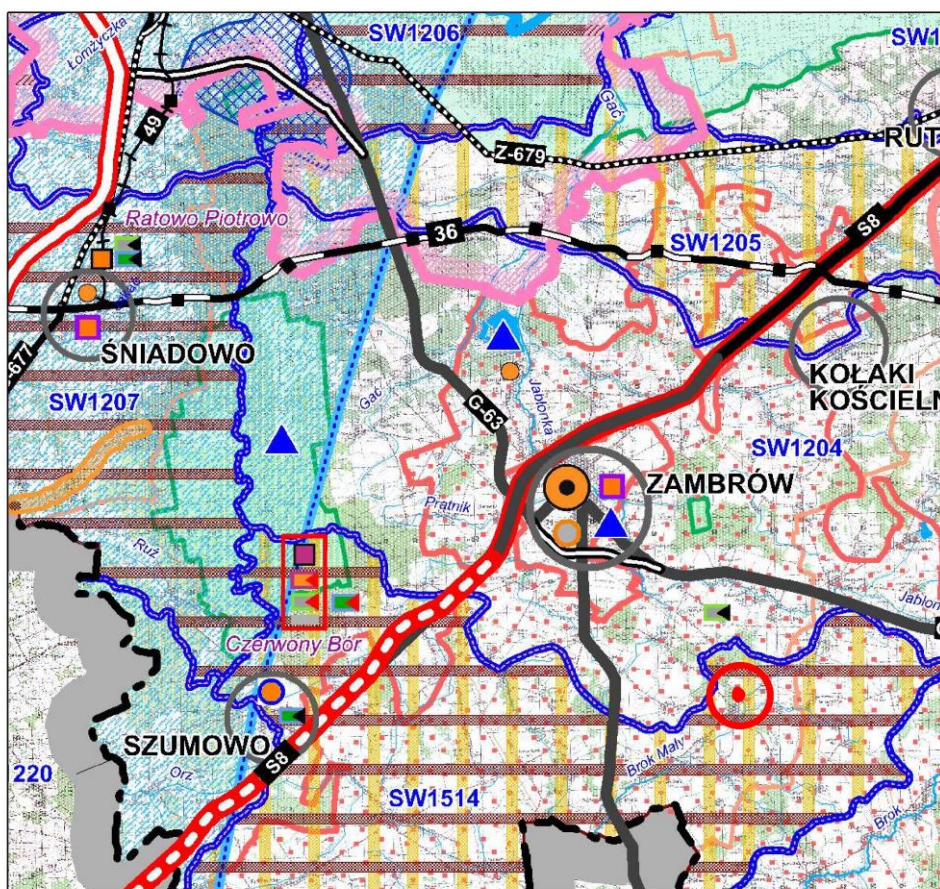 Łomżyczka
SW1206
SW1
Gać
49
Z-679
RUT
Ratowo Piotrowo
36
SW1205
S8
ŚNIADOWO
KOŁAKI
KOŚCIELN
Gać
Jabłonka
SW1207
G-63
SW1204
ZAMBRÓW
Prątnik
Ruż
Jabłon
Czerwony Bór
SZUMOWO
S8
Orz
Brok Mały
220
SW1514
Brok